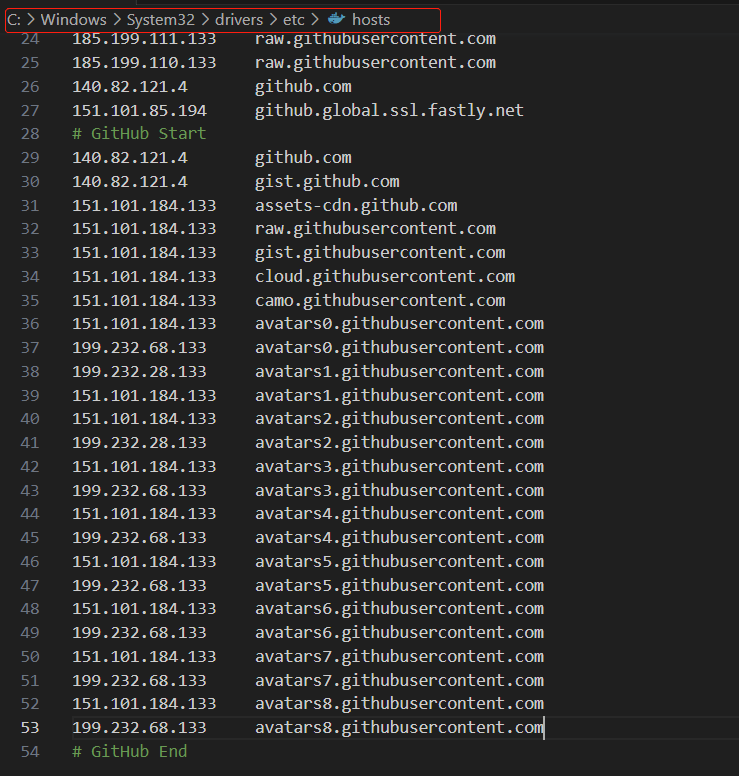 C: > Windows > System32 > drivers > etc > hosts
24 185.199.111.133 raw.githubusercontent.com
25 185.199.110.133 raw.githubusercontent.com
26 140.82.121.4 github.com
27 151.101.85.194 github.global.ssl.fastly.net
28 # GitHub Start
29 140.82.121.4 github.com
30 140.82.121.4 gist.github.com
31 151.101.184.133 assets-cdn.github.com
32 151.101.184.133 raw.githubusercontent.com
33 151.101.184.133 gist.githubusercontent.com
34 151.101.184.133 cloud.githubusercontent.com
35 151.101.184.133 camo.githubusercontent.com
36 151.101.184.133 avatars0.githubusercontent.com
37 199.232.68.133 avatars0.githubusercontent.com
38 199.232.28.133 avatars1.githubusercontent.com
39 151.101.184.133 avatars1.githubusercontent.com
40 151.101.184.133 avatars2.githubusercontent.com
41 199.232.28.133 avatars2.githubusercontent.com
42 151.101.184.133 avatars3.githubusercontent.com
43 199.232.68.133 avatars3.githubusercontent.com
44 151.101.184.133 avatars4.githubusercontent.com
45 199.232.68.133 avatars4.githubusercontent.com
46 151.101.184.133 avatars5.githubusercontent.com
47 199.232.68.133 avatars5.githubusercontent.com
48 151.101.184.133 avatars6.githubusercontent.com
49 199.232.68.133 avatars6.githubusercontent.com
50 151.101.184.133 avatars7.githubusercontent.com
51 199.232.68.133 avatars7.githubusercontent.com
52 151.101.184.133 avatars8.githubusercontent.com
53 199.232.68.133 avatars8.githubusercontent.com
54 # GitHub End